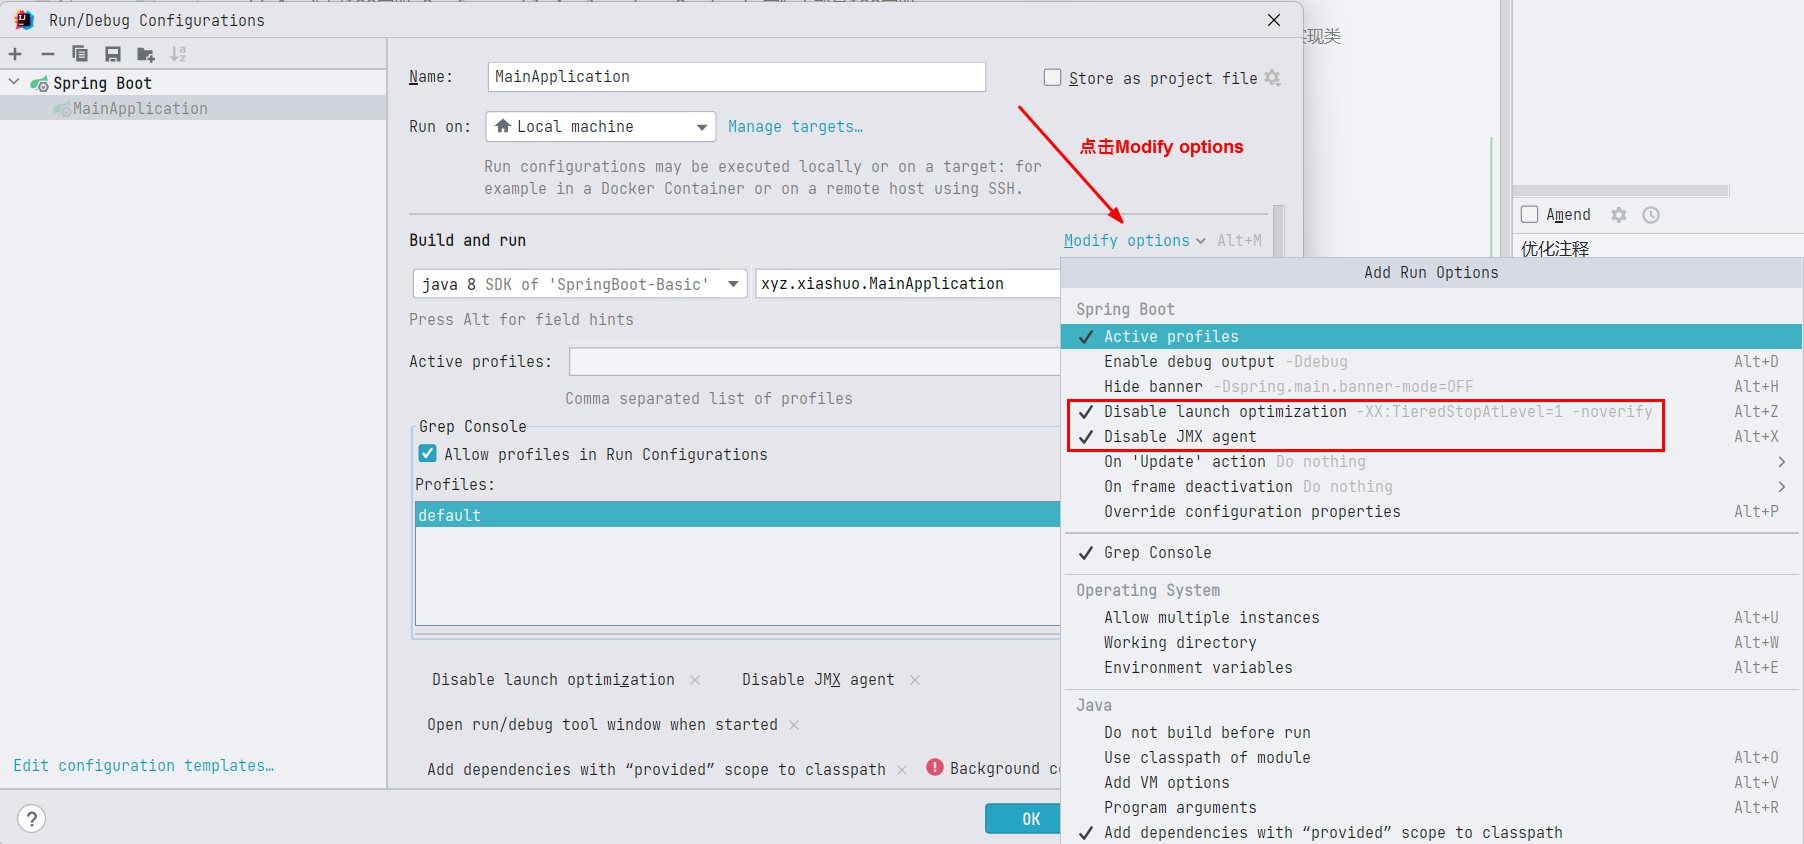 Run/Debug Configurations
实现类
Spring Boot
MainApplication
Name:
MainApplication
Store as project file
Run on:
Local machine
Manage targets…
点击Modify options
Run configurations may be executed locally or on a target: for
example in a Docker Container or on a remote host using SSH.
Amend
Build and run
Modify options
Alt+M
优化注释
java 8 SDK of 'SpringBoot-Basic'
xyz.xiashuo.MainApplication
Press Alt for field hints
Active profiles:
Comma separated list of profiles
Grep Console
Allow profiles in Run Configurations
Profiles:
default
Disable launch optimization
Disable JMX agent
Open run/debug tool window when started
Add dependencies with “provided” scope to classpath
Background
Edit configuration templates…
?
OK
Add Run Options
Spring Boot
Active profiles
Enable debug output -Ddebug Alt+D
Hide banner -Dspring.main.banner-mode=OFF Alt+H
Disable launch optimization -XX:TieredStopAtLevel=1 -noverify Alt+Z
Disable JMX agent Alt+X
On 'Update' action Do nothing
On frame deactivation Do nothing
Override configuration properties Alt+P
Grep Console
Operating System
Allow multiple instances Alt+U
Working directory Alt+W
Environment variables Alt+E
Java
Do not build before run
Use classpath of module Alt+O
Add VM options Alt+V
Program arguments Alt+R
Add dependencies with “provided” scope to classpath